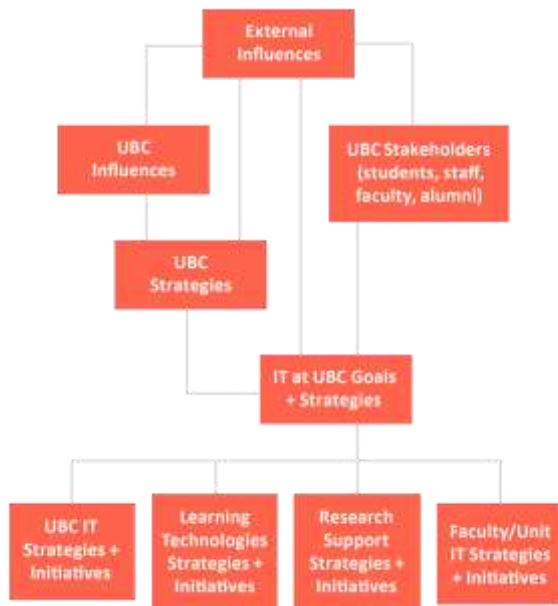 External
Influences
UBC
Influences
UBC Stakeholders
(students, staff,
faculty, alumni)
UBC
Strategies
IT at UBC Goals
+ Strategies
UBC IT
Strategies +
Initiatives
Learning
Technologies
Strategies +
Initiatives
Research
Support
Strategies +
Initiatives
Faculty/Unit
IT Strategies
+ Initiatives